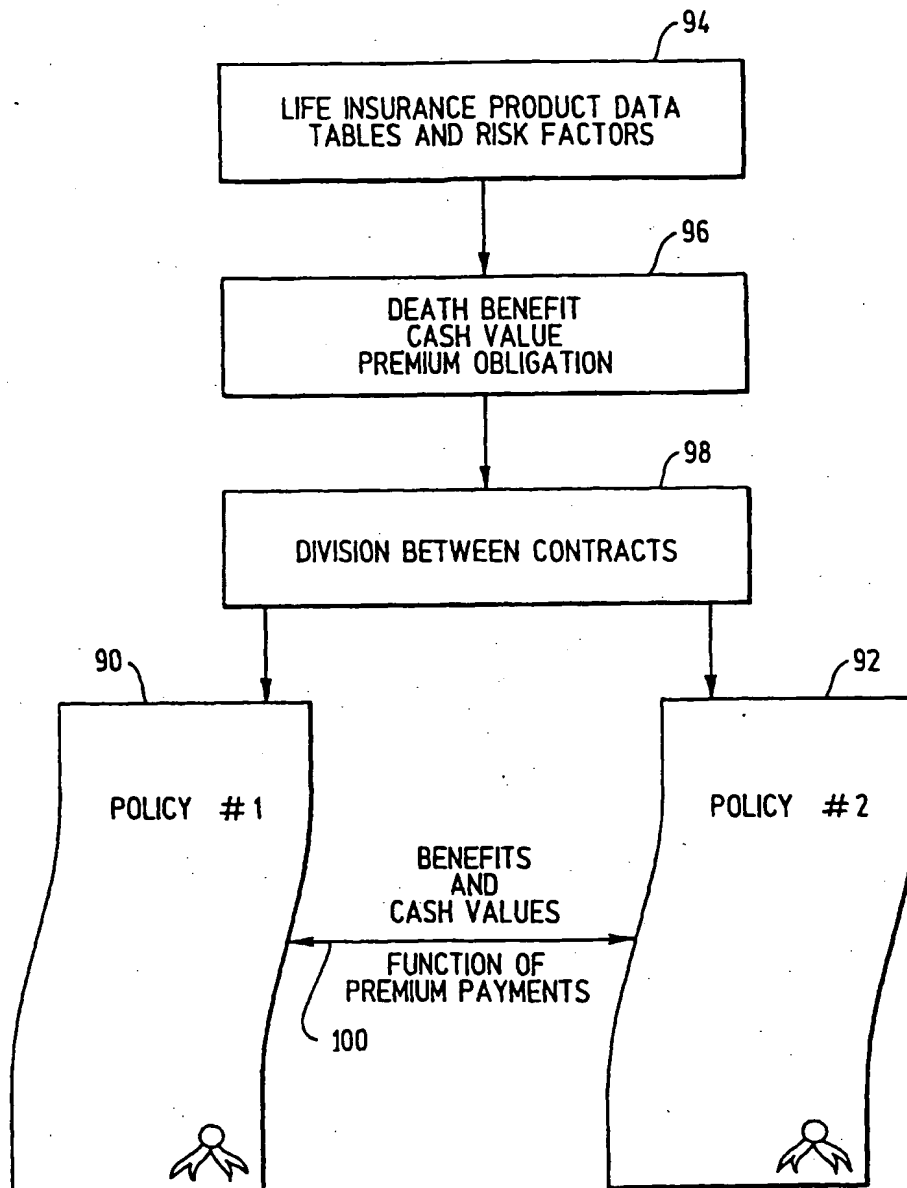 94
LIFE INSURANCE PRODUCT DATA
TABLES AND RISK FACTORS
96
DEATH BENEFIT
CASH VALUE
PREMIUM OBLIGATION
98
DIVISION BETWEEN CONTRACTS
90
92
POLICY #1
POLICY #2
BENEFITS
AND
CASH VALUES
FUNCTION OF
PREMIUM PAYMENTS
100